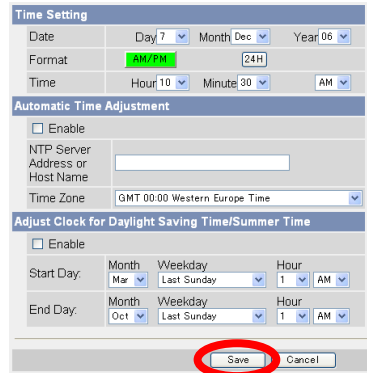 Time Setting
Date Day 7 Month Dec Year 06
Format AM/PM 24H
Time Hour 10 Minute 30 AM
Automatic Time Adjustment
Enable
NTP Server
Address or
Host Name
Time Zone GMT 00:00 Western Europe Time
Adjust Clock for Daylight Saving Time/Summer Time
Enable
Month Weekday Hour
Start Day: Mar Last Sunday 1 AM
Month Weekday Hour
End Day: Oct Last Sunday 1 AM
Save Cancel